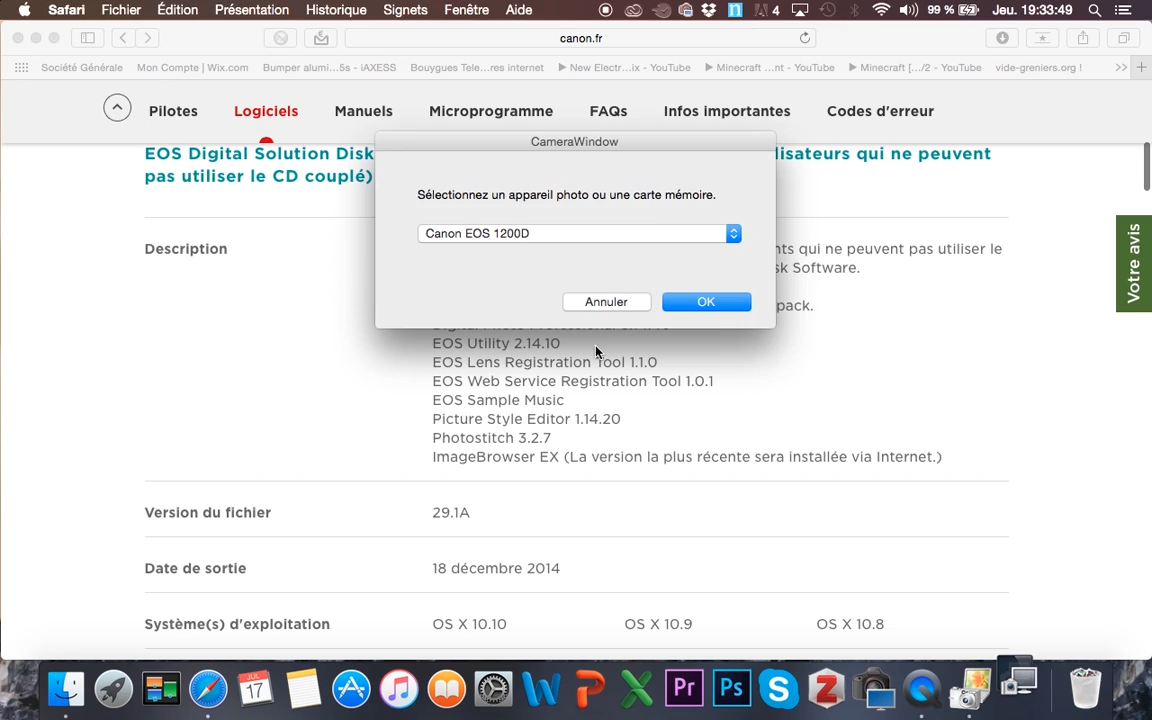 Safari Fichier Édition Présentation Historique Signets Fenêtre Aide 4 99 % Jeu. 19:33:49
canon.fr
Société Générale Mon Compte | Wix.com Bumper alumi...5s - iAXESS Bouygues Tele...res internet New Electr...ix - YouTube Minecraft ...nt - YouTube Minecraft [.../2 - YouTube vide-greniers.org ! >>
Pilotes Logiciels Manuels Microprogramme FAQs Infos importantes Codes d'erreur
CameraWindow
EOS Digital Solution Disk lisateurs qui ne peuvent
pas utiliser le CD couplé)
Sélectionnez un appareil photo ou une carte mémoire.
Canon EOS 1200D
Description nts qui ne peuvent pas utiliser le
sk Software.
Annuler OK
pack.
EOS Utility 2.14.10
EOS Lens Registration Tool 1.1.0
EOS Web Service Registration Tool 1.0.1
EOS Sample Music
Picture Style Editor 1.14.20
Photostitch 3.2.7
ImageBrowser EX (La version la plus récente sera installée via Internet.)
Votre avis
Version du fichier 29.1A
Date de sortie 18 décembre 2014
Système(s) d'exploitation OS X 10.10 OS X 10.9 OS X 10.8
17
Pr Ps